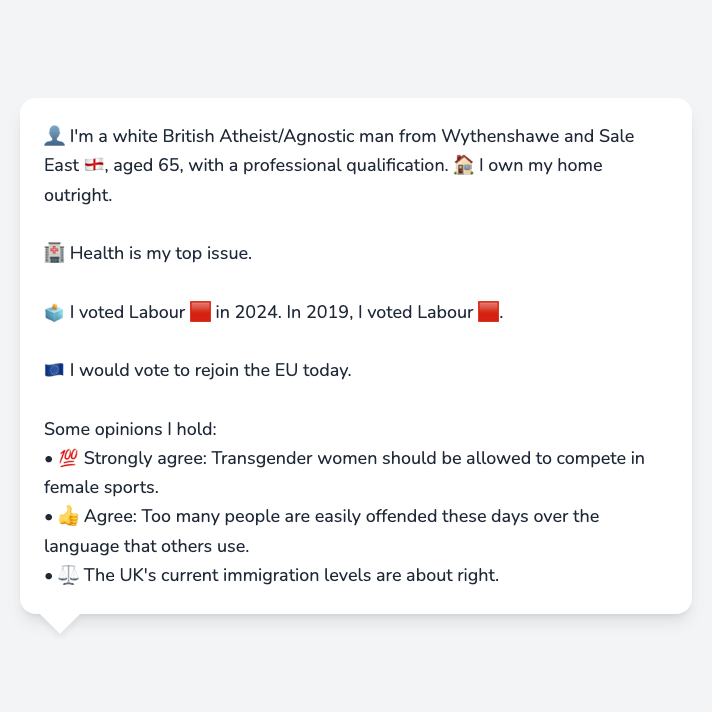 👤 I'm a white British Atheist/Agnostic man from Wythenshawe and Sale
East 🏴󠁧󠁢󠁥󠁮󠁧󠁿, aged 65, with a professional qualification. 🏠 I own my home
outright.
🏥 Health is my top issue.
🗳️ I voted Labour 🟥 in 2024. In 2019, I voted Labour 🟥.
🇪🇺 I would vote to rejoin the EU today.
Some opinions I hold:
• 💯 Strongly agree: Transgender women should be allowed to compete in
female sports.
• 👍 Agree: Too many people are easily offended these days over the
language that others use.
• ⚖️ The UK's current immigration levels are about right.